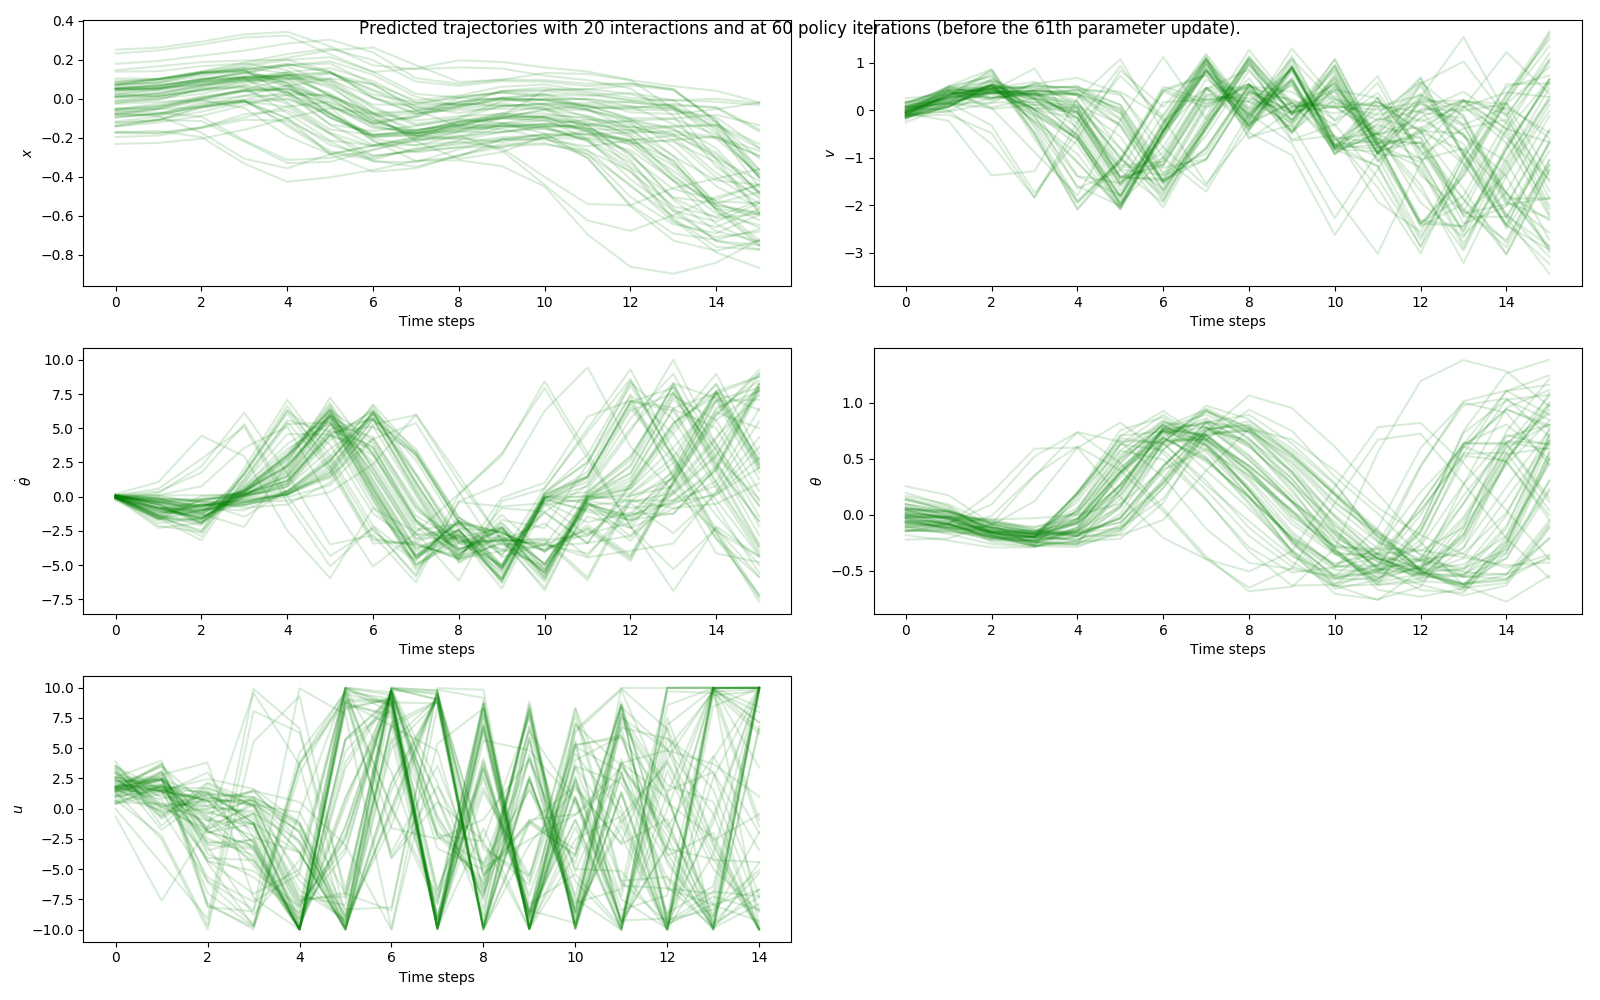 Predicted trajectories with 20 interactions and at 60 policy iterations (before the 61th parameter update).
0.4
0.2
0.0
−0.2
−0.4
−0.6
−0.8
x
0 2 4 6 8 10 12 14
Time steps
1
0
−1
−2
−3
v
0 2 4 6 8 10 12 14
Time steps
10.0
7.5
5.0
2.5
0.0
−2.5
−5.0
−7.5
θ̇
0 2 4 6 8 10 12 14
Time steps
1.0
0.5
0.0
−0.5
θ
0 2 4 6 8 10 12 14
Time steps
10.0
7.5
5.0
2.5
0.0
−2.5
−5.0
−7.5
−10.0
u
0 2 4 6 8 10 12 14
Time steps